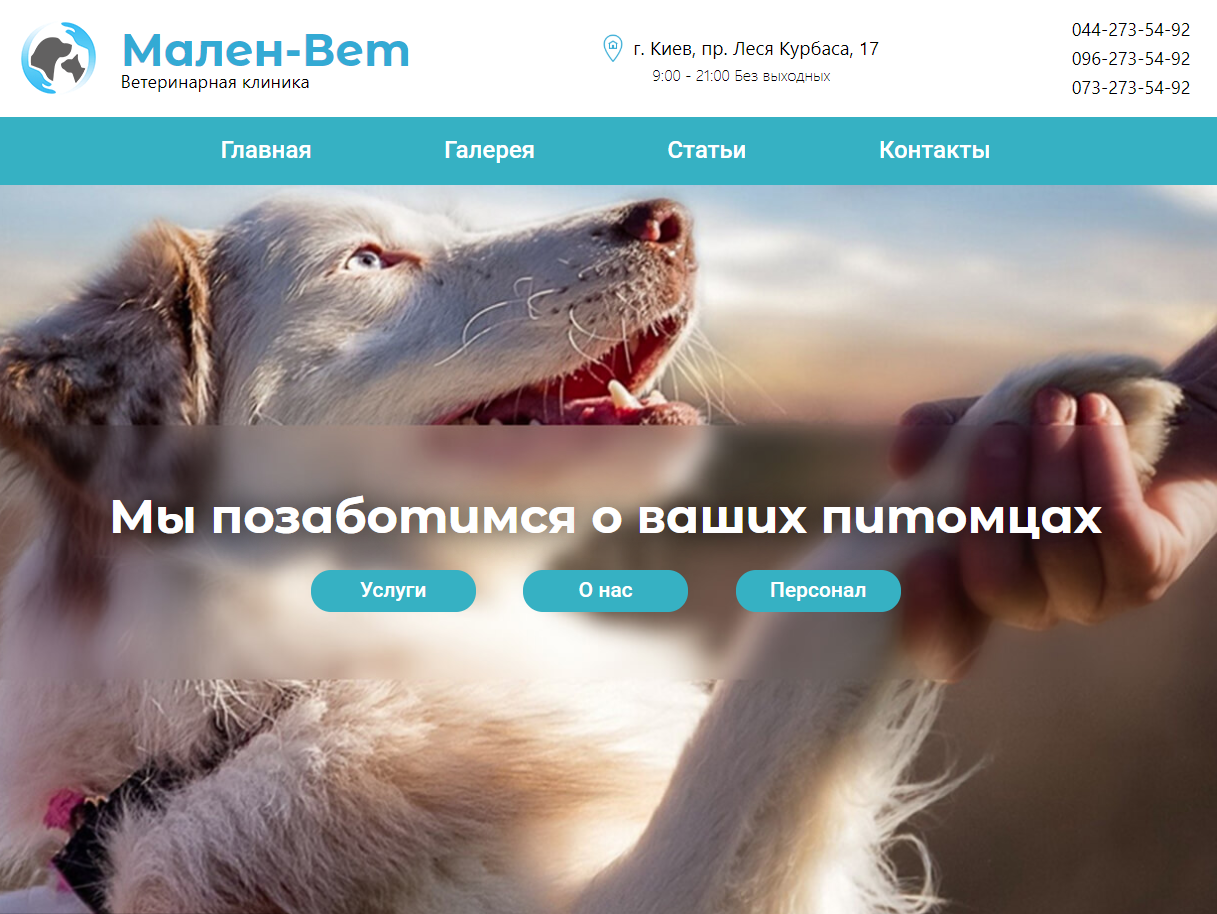 Мален-Вет
Ветеринарная клиника
г. Киев, пр. Леся Курбаса, 17
9:00 - 21:00 Без выходных
044-273-54-92
096-273-54-92
073-273-54-92
Главная Галерея Статьи Контакты
Мы позаботимся о ваших питомцах
Услуги О нас Персонал